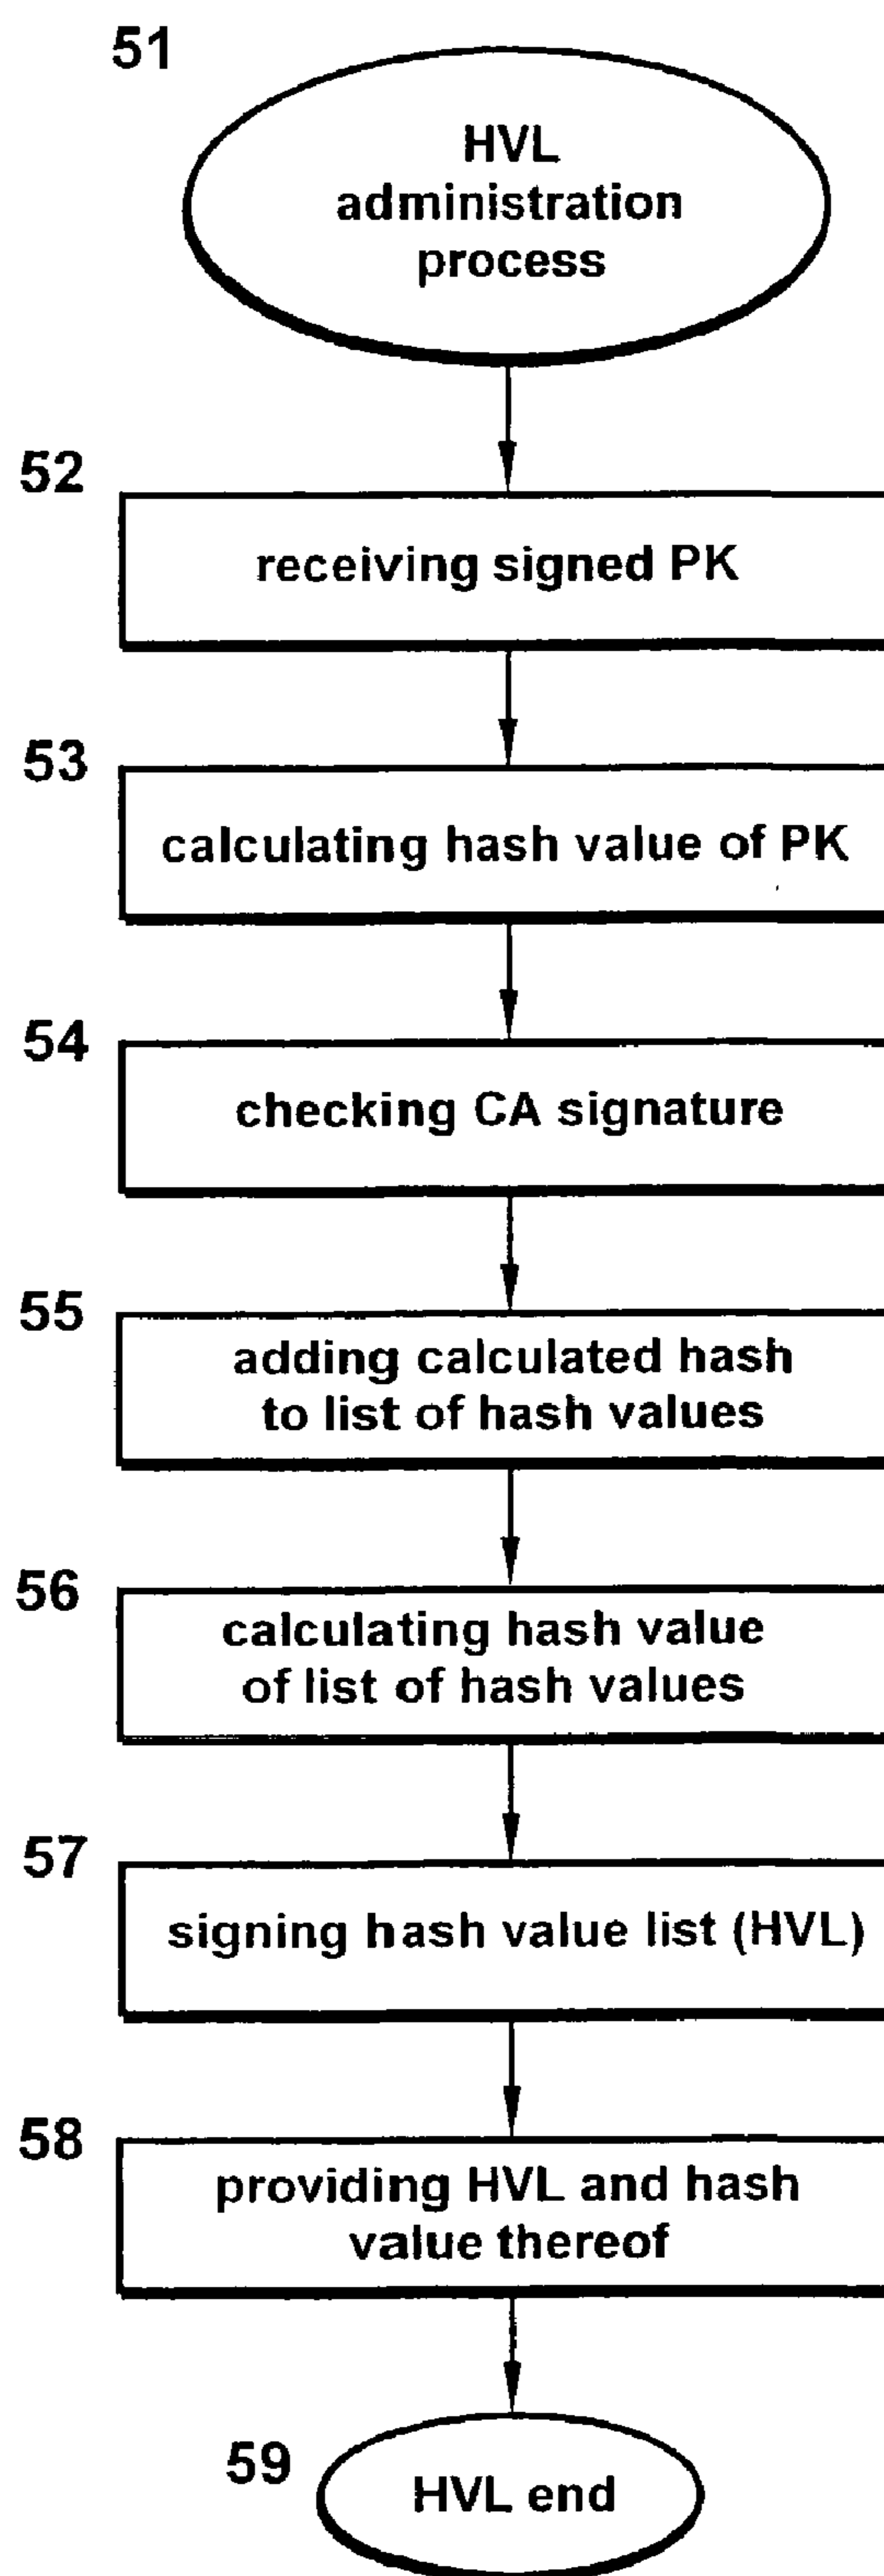 51
HVL
administration
process
52
receiving signed PK
53
calculating hash value of PK
54
checking CA signature
55
adding calculated hash
to list of hash values
56
calculating hash value
of list of hash values
57
signing hash value list (HVL)
58
providing HVL and hash
value thereof
59
HVL end